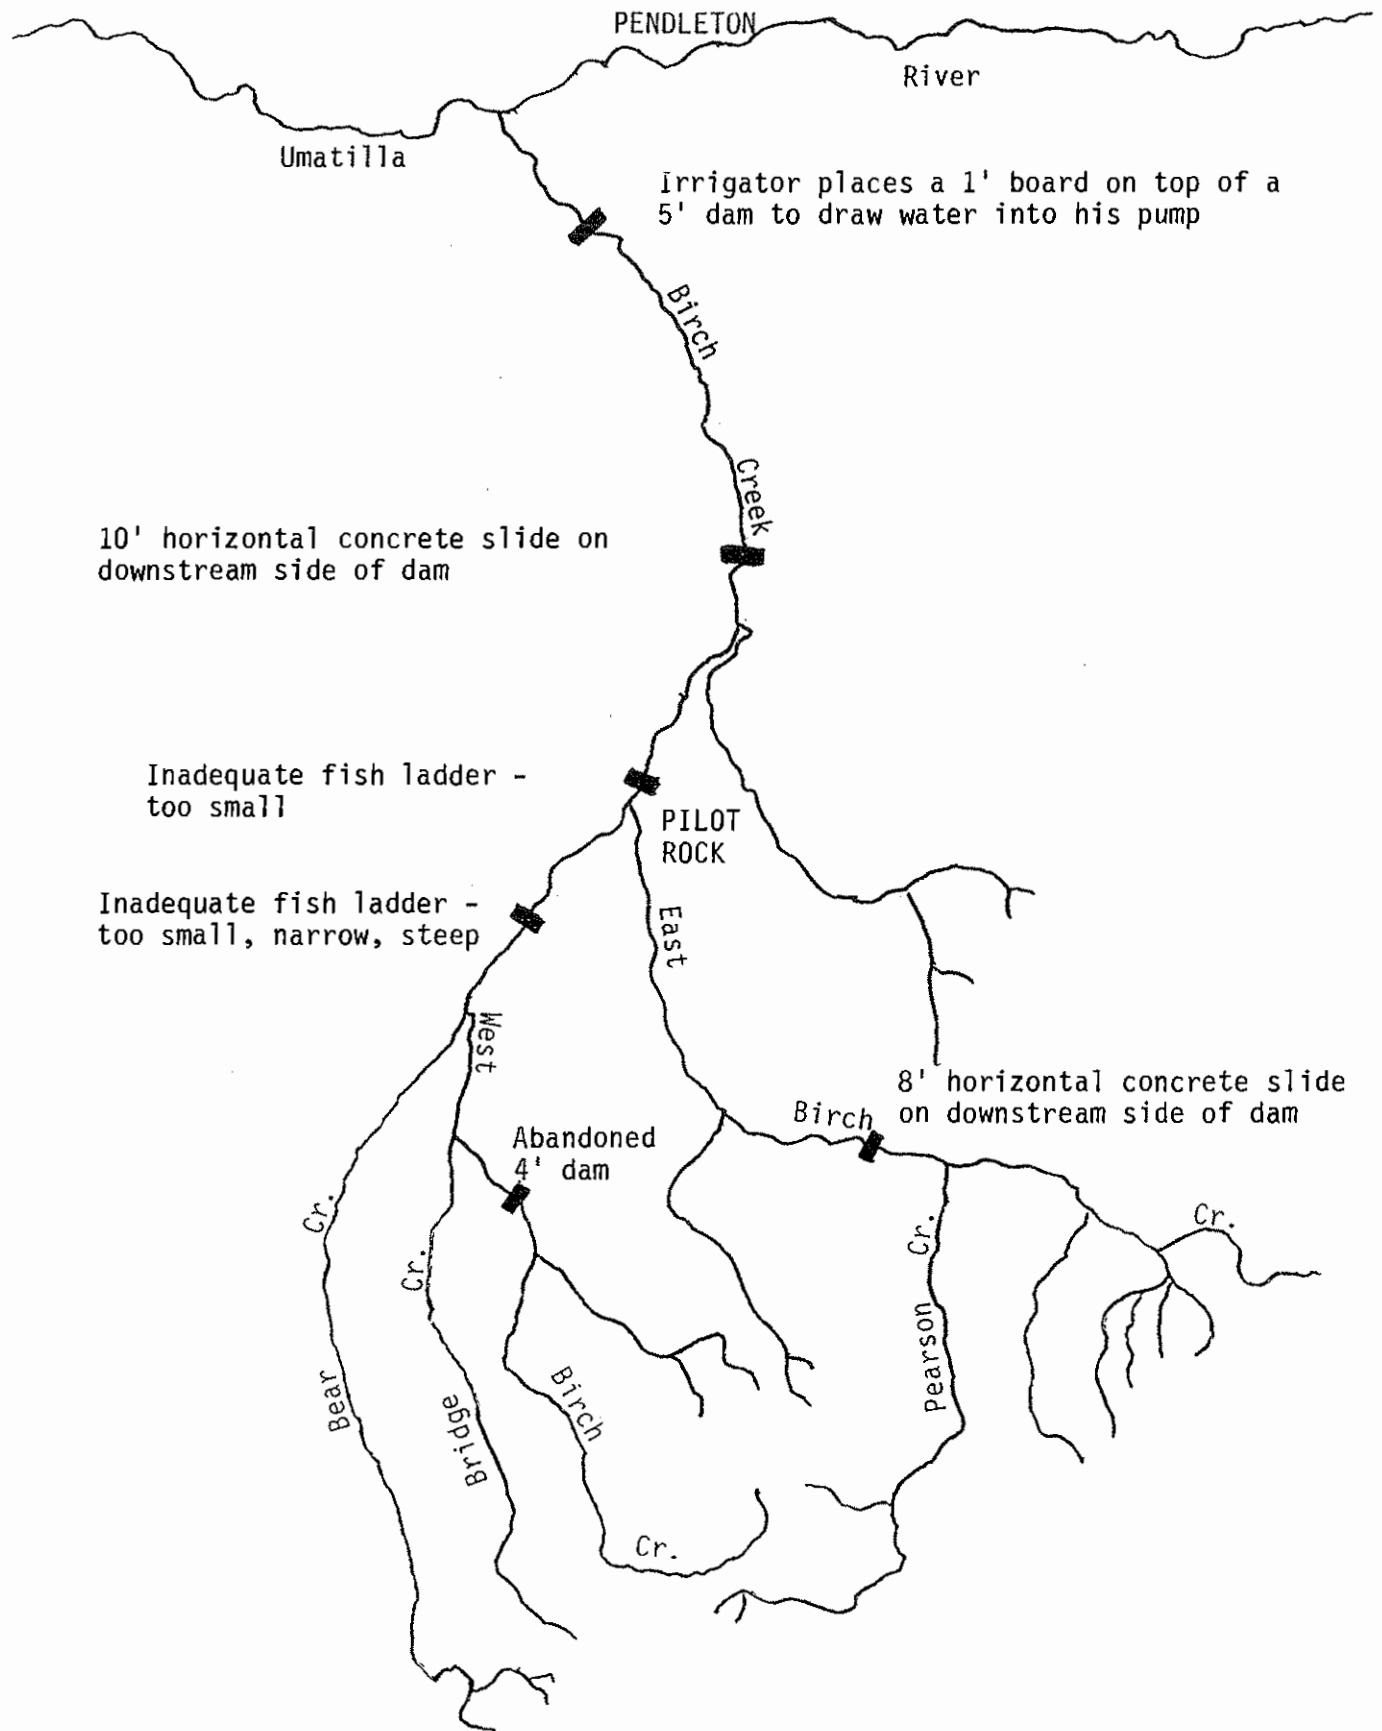 PENDLETON
River
Umatilla
Irrigator places a 1' board on top of a
5' dam to draw water into his pump
Birch
Creek
10' horizontal concrete slide on
downstream side of dam
Inadequate fish ladder -
too small
PILOT
ROCK
Inadequate fish ladder -
too small, narrow, steep
East
West
8' horizontal concrete slide
on downstream side of dam
Birch
Abandoned
4' dam
Cr.
Cr.
Cr.
Cr.
Pearson
Bear
Bridge
Birch
Cr.